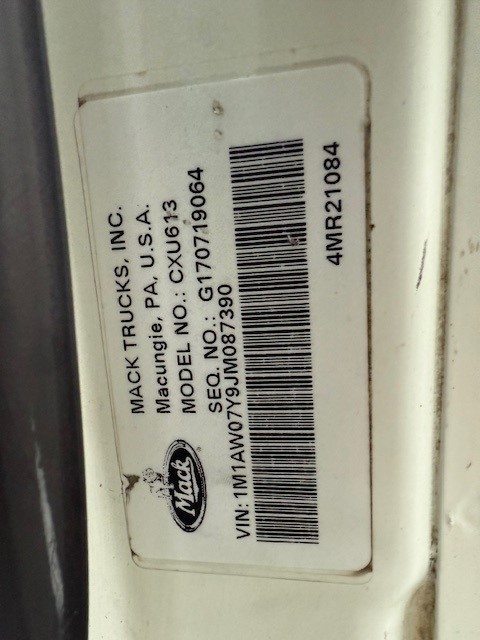 MACK TRUCKS, INC.
Macungie, PA, U.S.A.
MODEL NO.: CXU613
SEQ. NO.: G170719064
Mack
VIN: 1M1AW07Y9JM087390
4MR21084